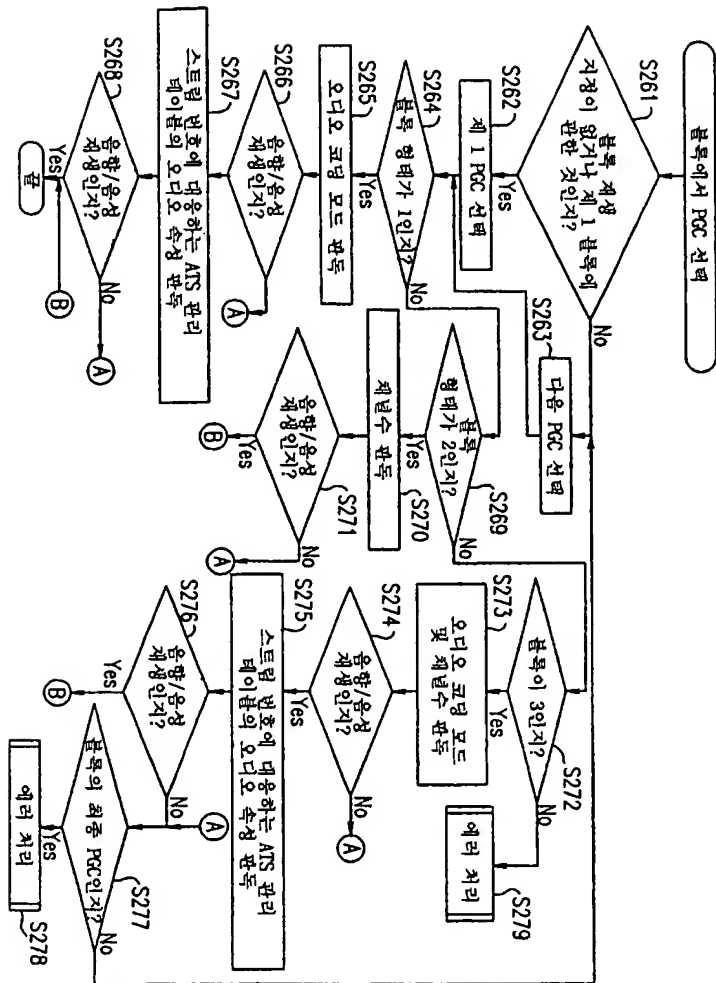 블록에서 PGC 선택
S261
블록 재생
지정이 없거나 제 1 블록에
관한 것인지?
Yes
No
S262
제 1 PGC 선택
S263
다음 PGC 선택
S264
블록 형태가 1인지?
Yes
No
S265
오디오 코딩 모드 판독
S266
음향/음성
재생인지?
A
S267
스트림 번호에 대응하는 ATS 관리
테이블의 오디오 속성 판독
S268
음향/음성
재생인지?
Yes
No
B
A
끝
S269
블록
형태가 2인지?
Yes
No
S270
채널수 판독
S271
음향/음성
재생인지?
Yes
No
B
A
S272
블록이 3인지?
Yes
No
S273
오디오 코딩 모드
및 채널수 판독
S279
에러 처리
S274
음향/음성
재생인지?
Yes
No
A
S275
스트림 번호에 대응하는 ATS 관리
테이블의 오디오 속성 판독
S276
음향/음성
재생인지?
Yes
No
B
A
S277
블록의 최종 PGC인지?
Yes
No
S278
에러 처리